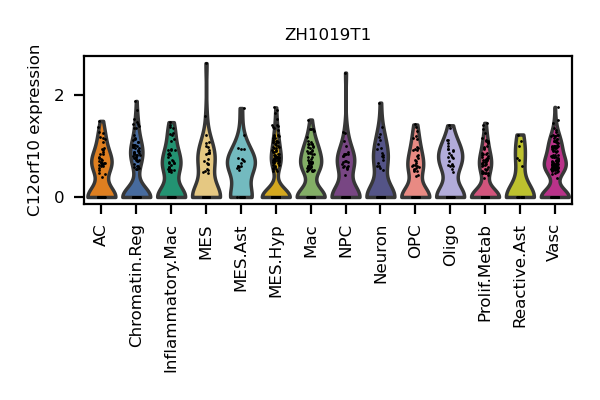 ZH1019T1
C12orf10 expression
2
0
AC
Chromatin.Reg
Inflammatory.Mac
MES
MES.Ast
MES.Hyp
Mac
NPC
Neuron
OPC
Oligo
Prolif.Metab
Reactive.Ast
Vasc